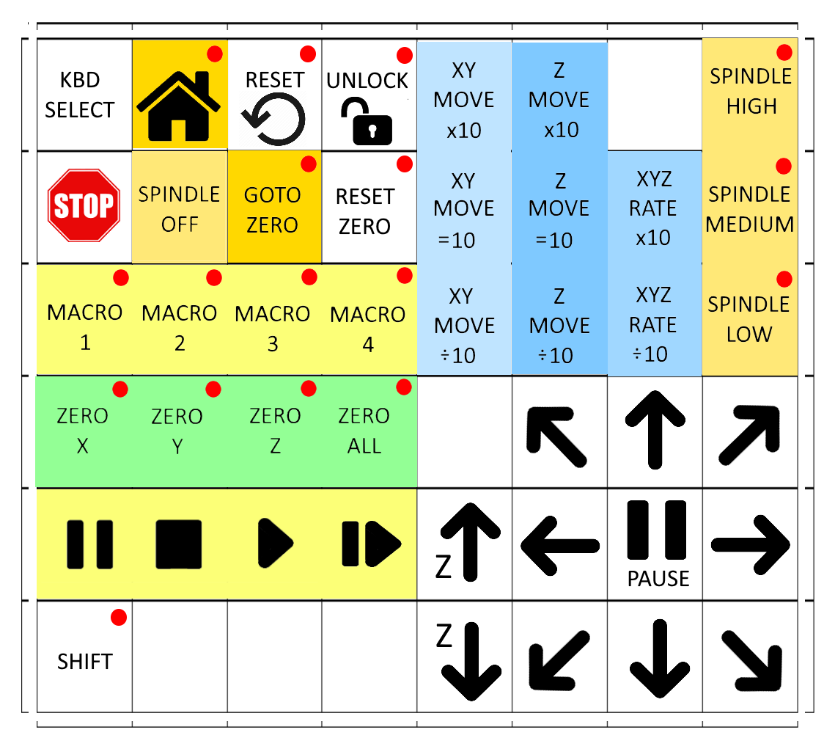 KBD
SELECT
RESET
UNLOCK
XY
MOVE
x10
Z
MOVE
x10
SPINDLE
HIGH
STOP
SPINDLE
OFF
GOTO
ZERO
RESET
ZERO
XY
MOVE
=10
Z
MOVE
=10
XYZ
RATE
x10
SPINDLE
MEDIUM
MACRO
1
MACRO
2
MACRO
3
MACRO
4
XY
MOVE
÷10
Z
MOVE
÷10
XYZ
RATE
÷10
SPINDLE
LOW
ZERO
X
ZERO
Y
ZERO
Z
ZERO
ALL
Z
PAUSE
SHIFT
Z